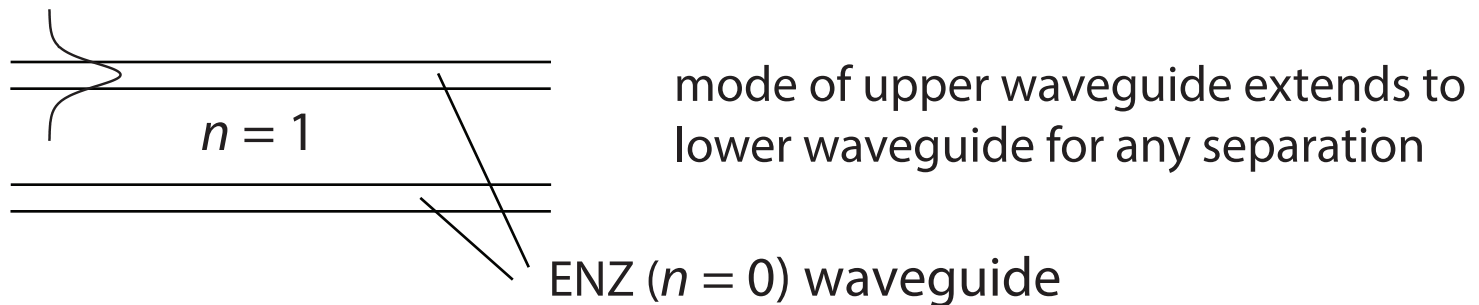 mode of upper waveguide extends to
lower waveguide for any separation
n = 1
ENZ (n = 0) waveguide